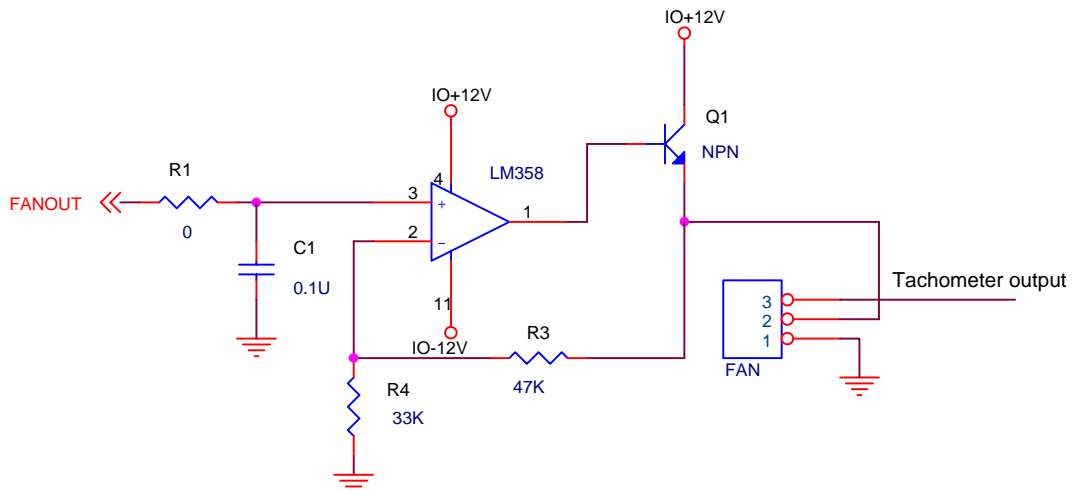 IO+12V
Q1
NPN
IO+12V
4
LM358
R1
FANOUT
0
3
+
2
−
1
C1
0.1U
11
IO-12V
R3
47K
R4
33K
Tachometer output
3
2
1
FAN